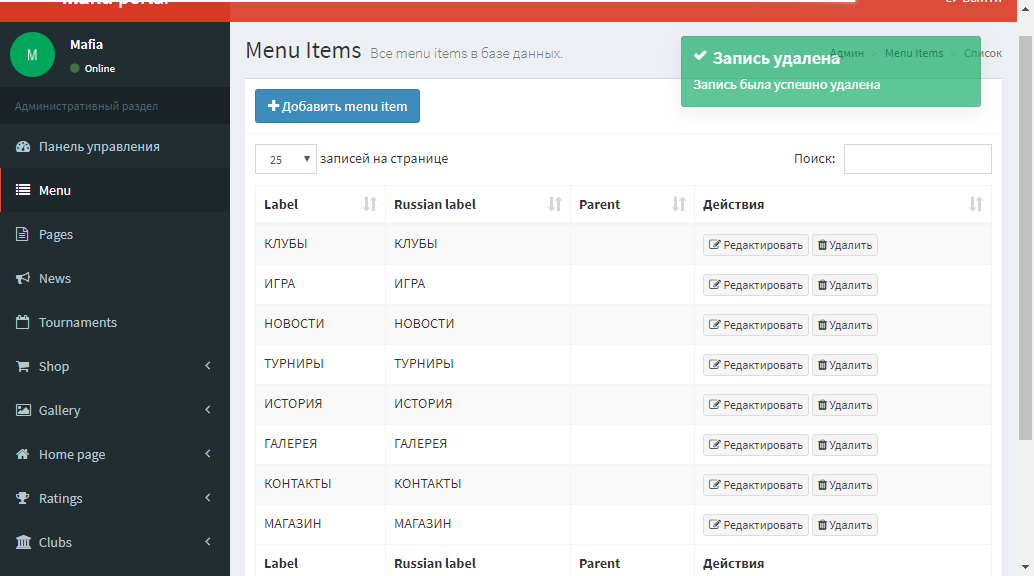 Mafia portal
Выйти
M
Mafia
Online
Административный раздел
Панель управления
Menu
Pages
News
Tournaments
Shop
Gallery
Home page
Ratings
Clubs
Menu Items Все menu items в базе данных.
Админ > Menu Items > Список
Запись удалена
Запись была успешно удалена
Добавить menu item
25 записей на странице
Поиск:
Label Russian label Parent Действия
КЛУБЫ КЛУБЫ Редактировать Удалить
ИГРА ИГРА Редактировать Удалить
НОВОСТИ НОВОСТИ Редактировать Удалить
ТУРНИРЫ ТУРНИРЫ Редактировать Удалить
ИСТОРИЯ ИСТОРИЯ Редактировать Удалить
ГАЛЕРЕЯ ГАЛЕРЕЯ Редактировать Удалить
КОНТАКТЫ КОНТАКТЫ Редактировать Удалить
МАГАЗИН МАГАЗИН Редактировать Удалить
Label Russian label Parent Действия